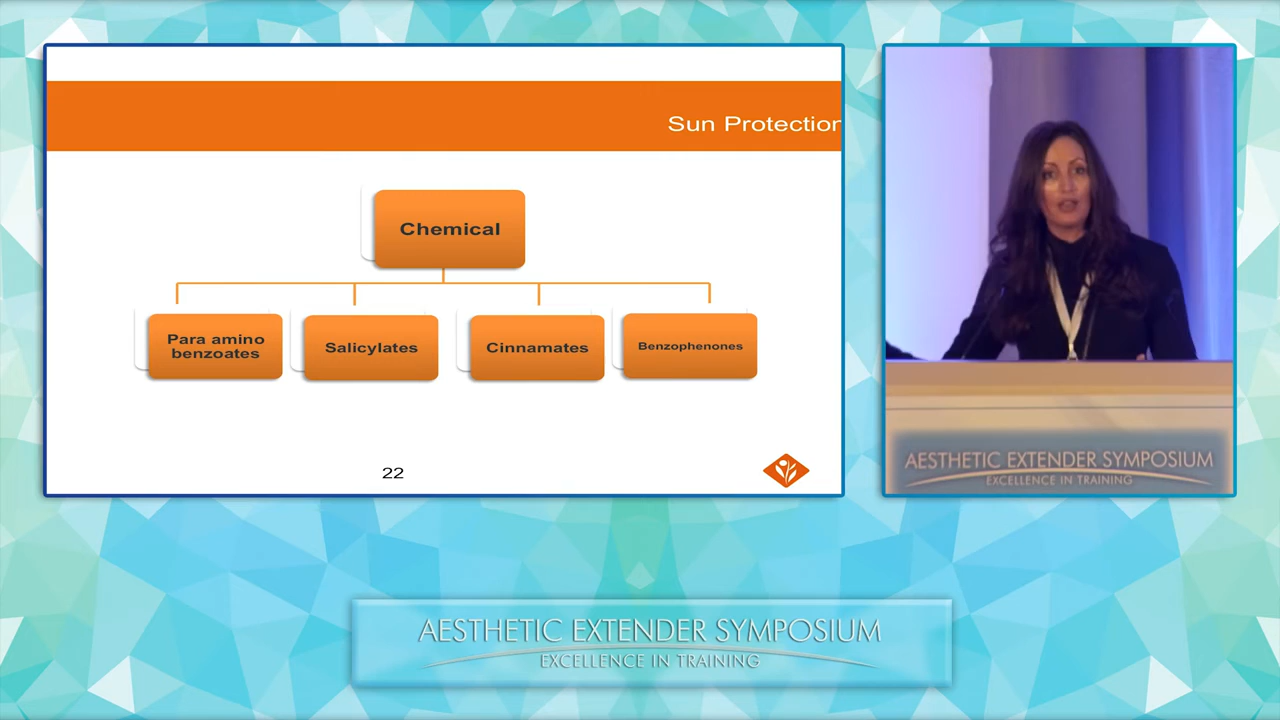 Sun Protection
Chemical
Para amino
benzoates
Salicylates
Cinnamates
Benzophenones
22
AESTHETIC EXTENDER SYMPOSIUM
EXCELLENCE IN TRAINING
AESTHETIC EXTENDER SYMPOSIUM
EXCELLENCE IN TRAINING